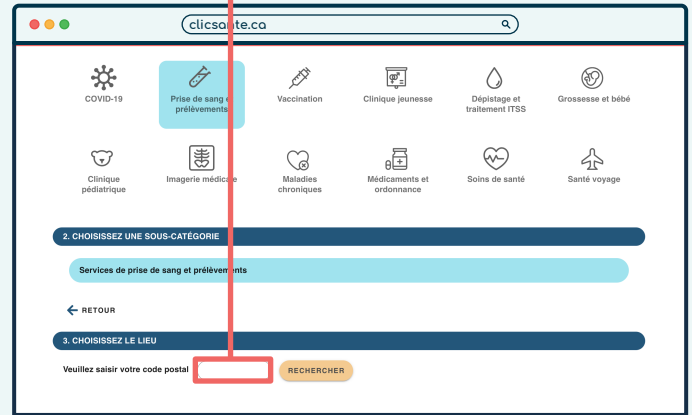 clicsante.ca
COVID-19
Prise de sang et
prélèvements
Vaccination
Clinique jeunesse
Dépistage et
traitement ITSS
Grossesse et bébé
Clinique
pédiatrique
Imagerie médicale
Maladies
chroniques
Médicaments et
ordonnance
Soins de santé
Santé voyage
2. CHOISISSEZ UNE SOUS-CATÉGORIE
Services de prise de sang et prélèvements
RETOUR
3. CHOISISSEZ LE LIEU
Veuillez saisir votre code postal
RECHERCHER